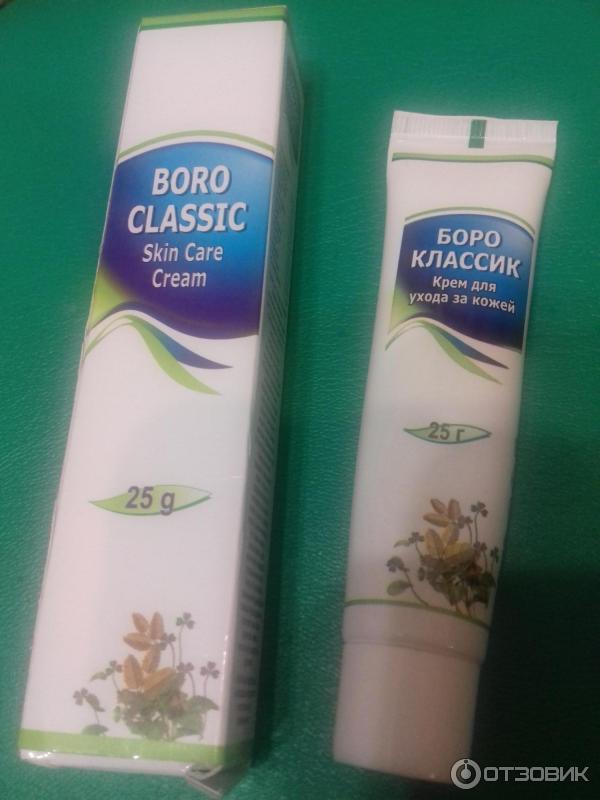 BORO
CLASSIC
Skin Care
Cream
25 g
БОРО
КЛАССИК
Крем для
ухода за кожей
25 г
ОТЗОВИК